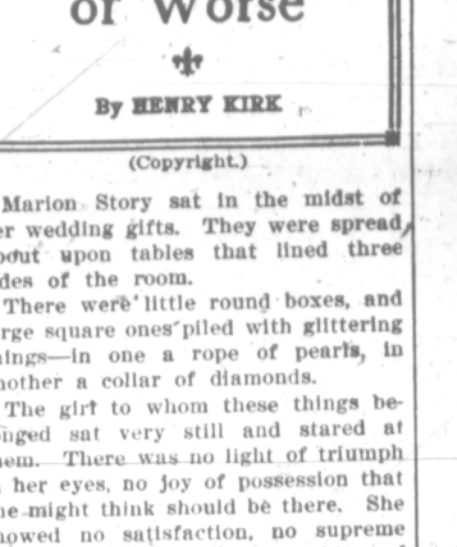 or Worse
By HENRY KIRK
(Copyright.)
Marion Story sat in the midst of
er wedding gifts. They were spread
bout upon tables that lined three
des of the room.
There were little round boxes, and
rge square ones piled with glittering
ings—in one a rope of pearls, in
nother a collar of diamonds.
The girl to whom these things be-
onged sat very still and stared at
hem. There was no light of triumph
her eyes, no joy of possession that
ne might think should be there. She
howed no satisfaction, no supreme